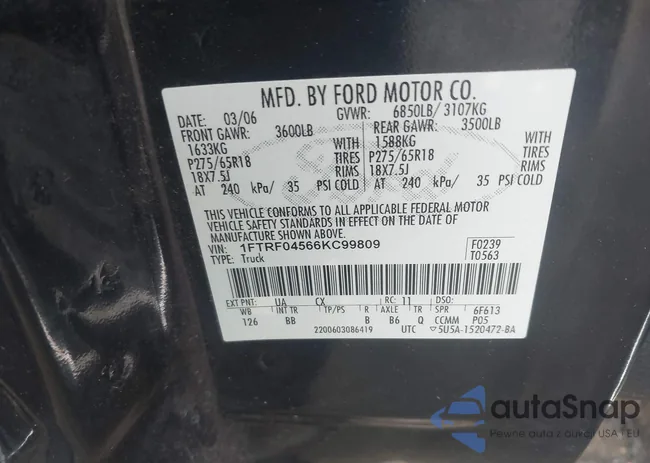 MFD. BY FORD MOTOR CO.
DATE: 03/06 GVWR: 6850LB/ 3107KG
FRONT GAWR: 3600LB REAR GAWR: 3500LB
1633KG WITH 1588KG WITH
P275/65R18 TIRES P275/65R18 TIRES
18X7.5J RIMS 18X7.5J RIMS
AT 240 kPa/ 35 PSI COLD AT 240 kPa/ 35 PSI COLD
THIS VEHICLE CONFORMS TO ALL APPLICABLE FEDERAL MOTOR
VEHICLE SAFETY STANDARDS IN EFFECT ON THE DATE OF
MANUFACTURE SHOWN ABOVE.
VIN: 1FTRF04566KC99809 F0239
TYPE: Truck T0563
EXT PNT: UA CX RC: 11 DSO:
WB INT TR TP/PS R AXLE TR SPR 6F613
126 BB B B6 Q CCMM P05
2200603086419 UTC 5U5A-1520472-BA
autoSnap
Pewne auta z aukcji USA i EU